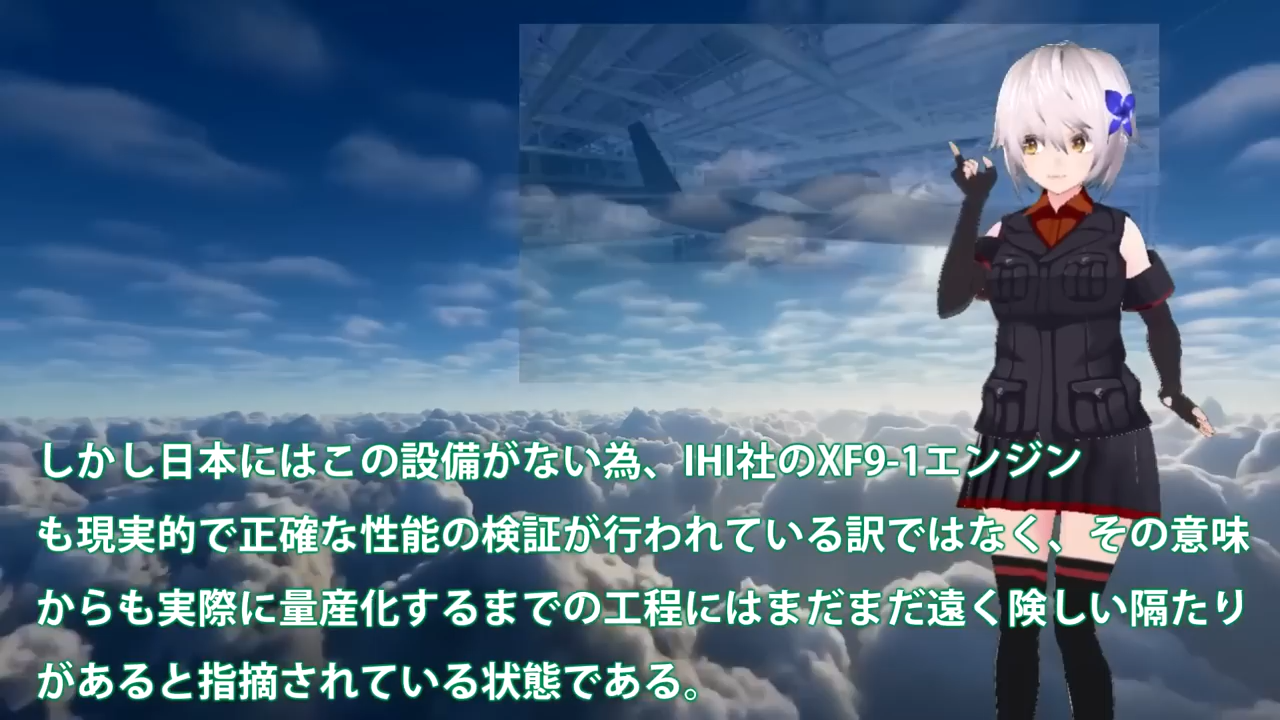 しかし日本にはこの設備がない為、IHI社のXF9-1エンジン
も現実的で正確な性能の検証が行われている訳ではなく、その意味
からも実際に量産化するまでの工程にはまだまだ遠く険しい隔たり
があると指摘されている状態である。